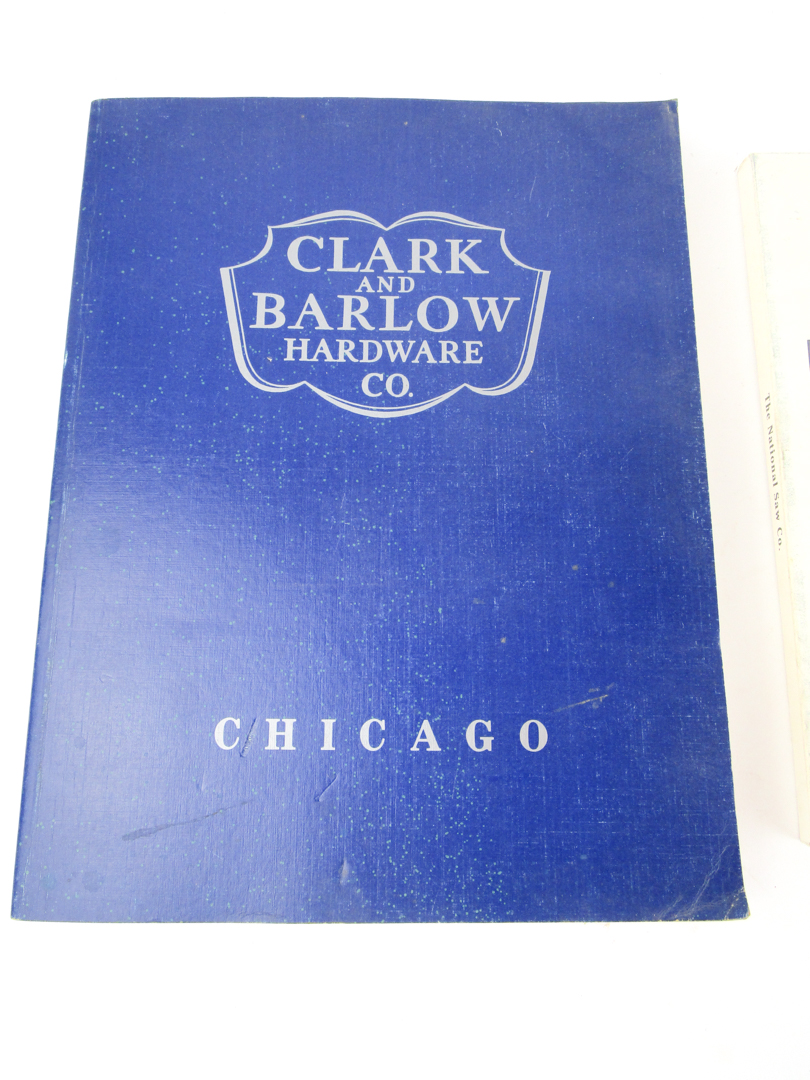 CLARK
AND
BARLOW
HARDWARE
CO.
CHICAGO
The National Saw Co.